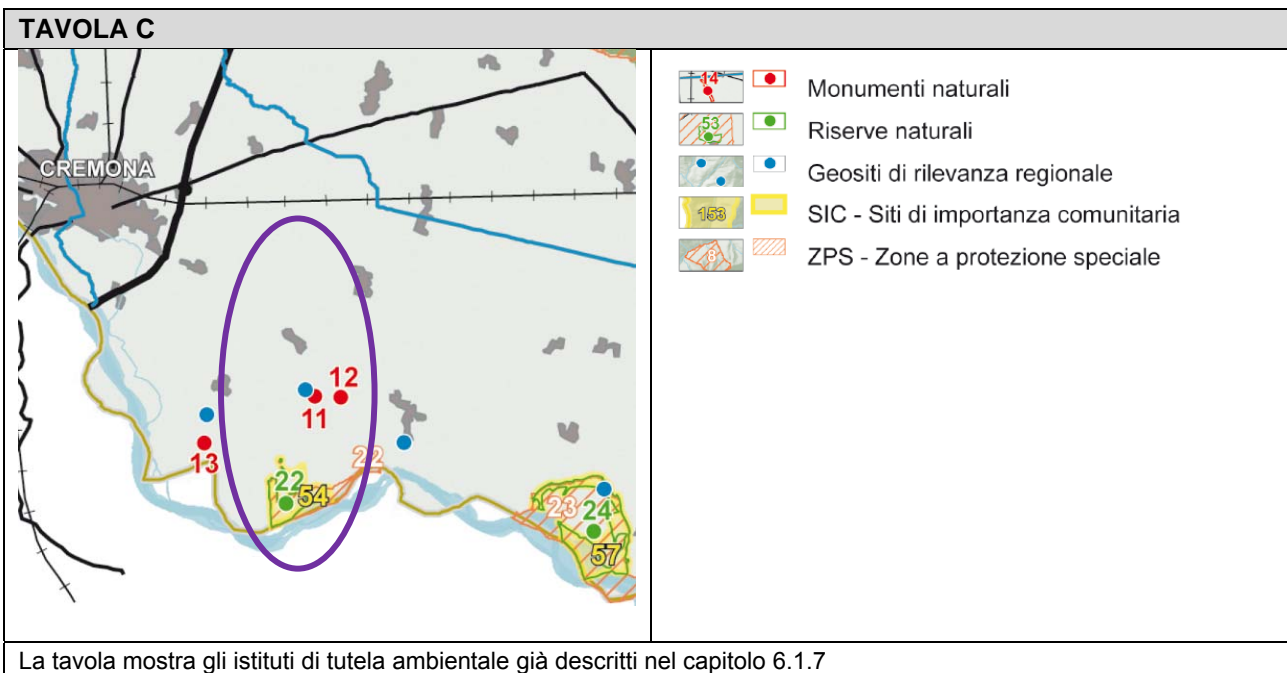 TAVOLA C
CREMONA
12
11
13
22
22
54
23
24
57
14
Monumenti naturali
53
Riserve naturali
Geositi di rilevanza regionale
153
SIC - Siti di importanza comunitaria
8
ZPS - Zone a protezione speciale
La tavola mostra gli istituti di tutela ambientale già descritti nel capitolo 6.1.7